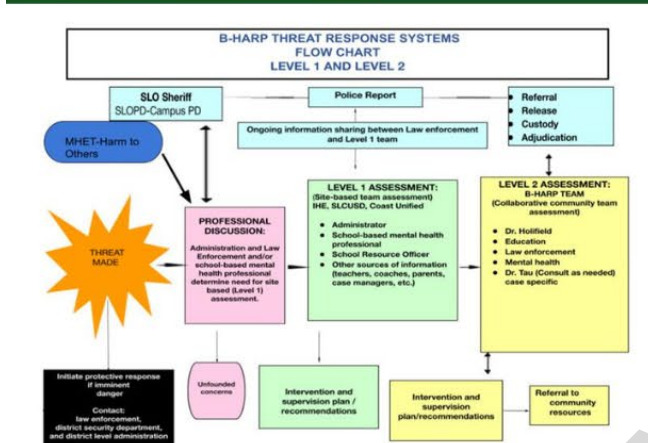 B-HARP THREAT RESPONSE SYSTEMS
FLOW CHART
LEVEL 1 AND LEVEL 2
SLO Sheriff
SLOPD-Campus PD
Police Report
Referral
Release
Custody
Adjudication
MHET-Harm to
Others
Ongoing information sharing between Law enforcement
and Level 1 team
THREAT
MADE
PROFESSIONAL
DISCUSSION:
Administration and Law
Enforcement and/or
school-based mental
health professional
determine need for site
based (Level 1)
assessment.
LEVEL 1 ASSESSMENT:
(Site-based team assessment)
IHE, SLCUSD, Coast Unified
Administrator
School-based mental health
professional
School Resource Officer
Other sources of information
(teachers, coaches, parents,
case managers, etc.)
LEVEL 2 ASSESSMENT:
B-HARP TEAM
(Collaborative community team
assessment)
Dr. Holifield
Education
Law enforcement
Mental health
Dr. Tau (Consult as needed)
case specific
Initiate protective response
if imminent
danger
Contact:
law enforcement,
district security department,
and district level administration
Unfounded
concerns
Intervention and
supervision plan /
recommendations
Intervention and
supervision
plan/recommendations
Referral to
community
resources